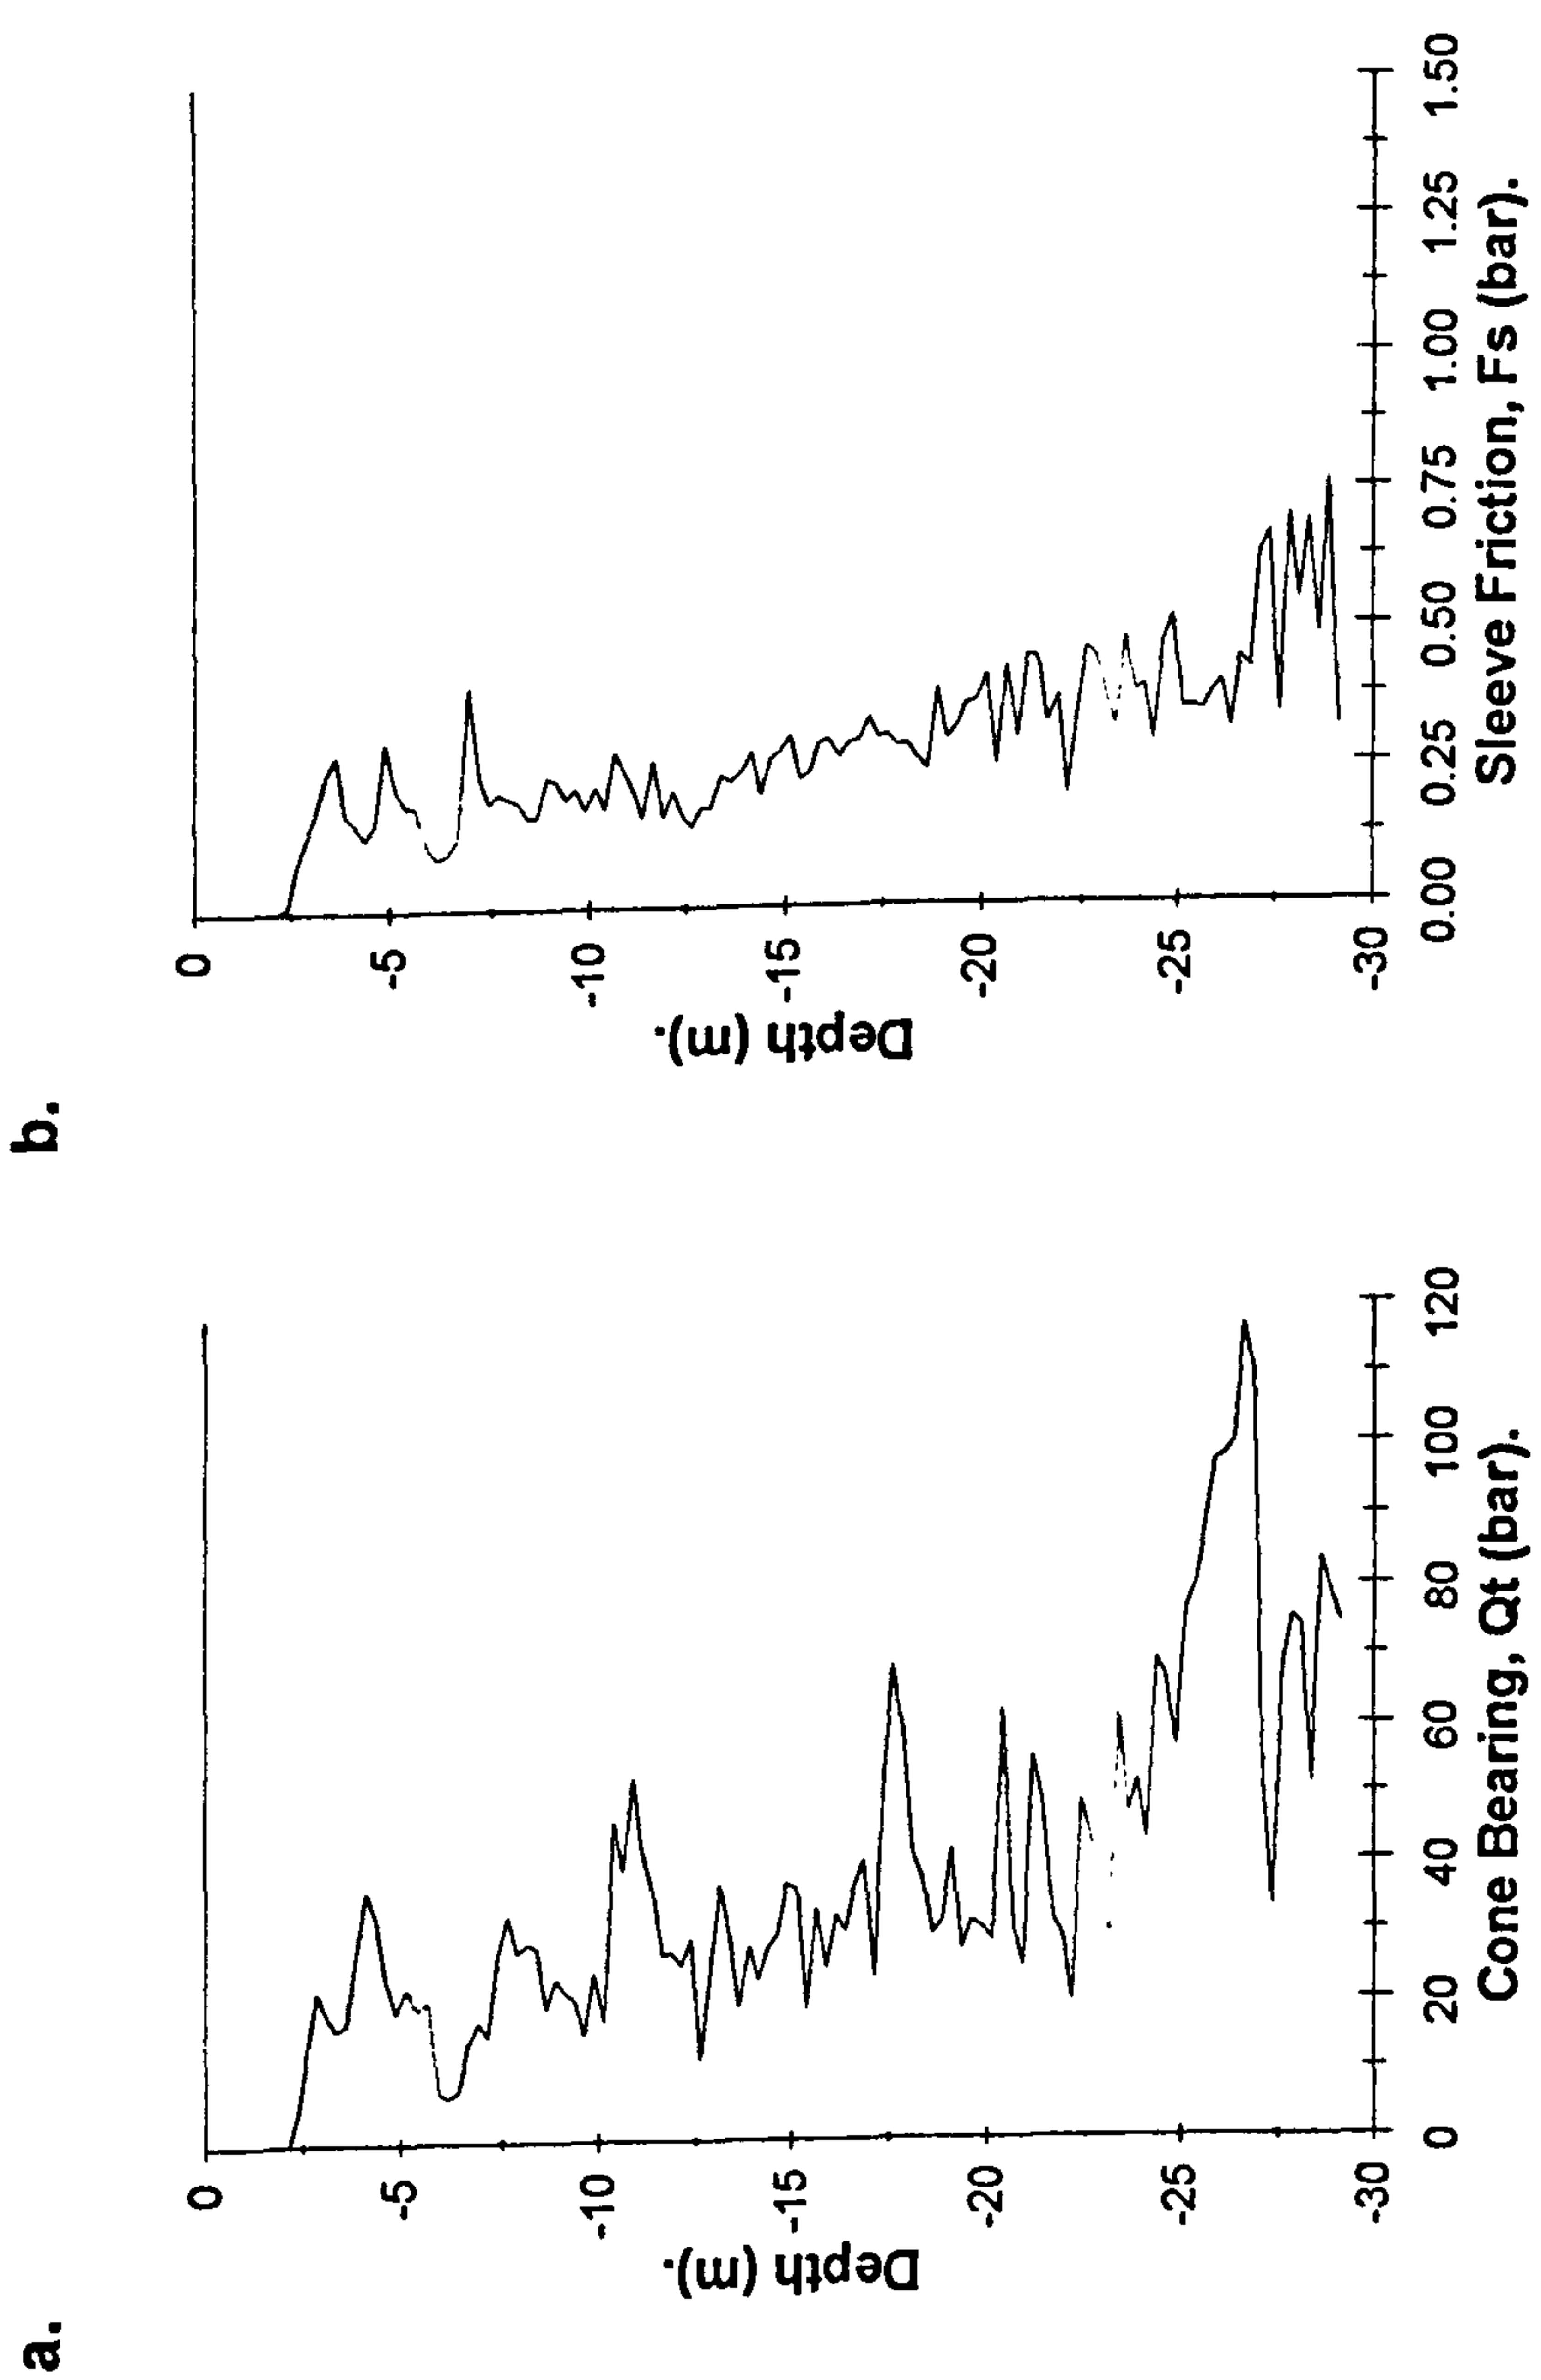 a.
0
-5
-10
-15
-20
-25
-30
Depth (m).
0 20 40 60 80 100 120
Cone Bearing, Qt (bar).
b.
0
-5
-10
-15
-20
-25
-30
Depth (m).
0.00 0.25 0.50 0.75 1.00 1.25 1.50
Sleeve Friction, Fs (bar).